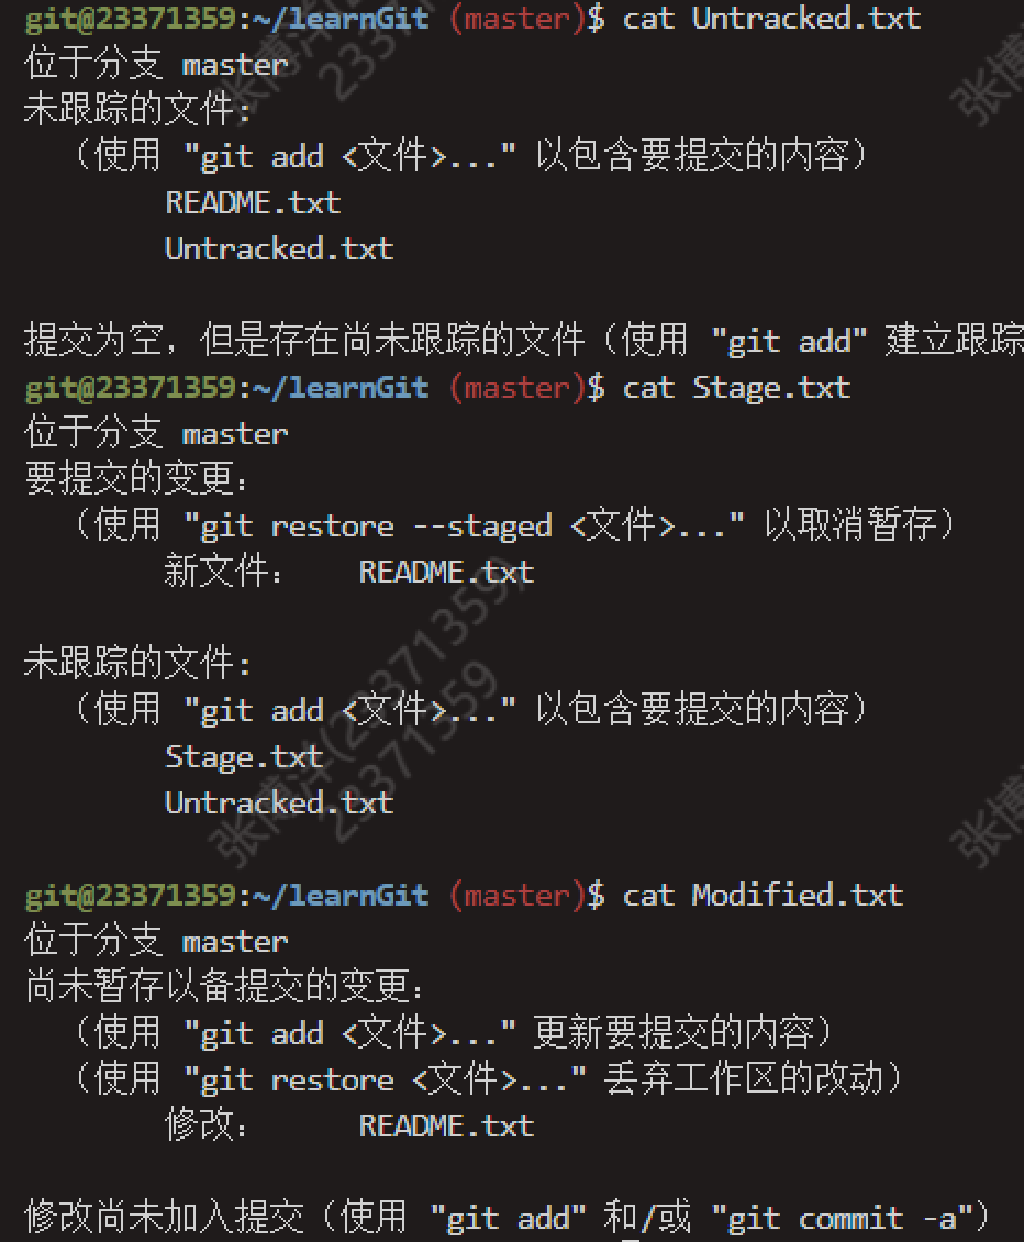 git@23371359:~/learnGit (master)$ cat Untracked.txt
位于分支 master
未跟踪的文件:
  （使用 "git add <文件>..." 以包含要提交的内容）
        README.txt
        Untracked.txt

提交为空，但是存在尚未跟踪的文件（使用 "git add" 建立跟踪
git@23371359:~/learnGit (master)$ cat Stage.txt
位于分支 master
要提交的变更：
  （使用 "git restore --staged <文件>..." 以取消暂存）
        新文件：   README.txt

未跟踪的文件:
  （使用 "git add <文件>..." 以包含要提交的内容）
        Stage.txt
        Untracked.txt

git@23371359:~/learnGit (master)$ cat Modified.txt
位于分支 master
尚未暂存以备提交的变更：
  （使用 "git add <文件>..." 更新要提交的内容）
  （使用 "git restore <文件>..." 丢弃工作区的改动）
        修改：     README.txt

修改尚未加入提交（使用 "git add" 和/或 "git commit -a"）
(23371359)
23371359
张博
张博